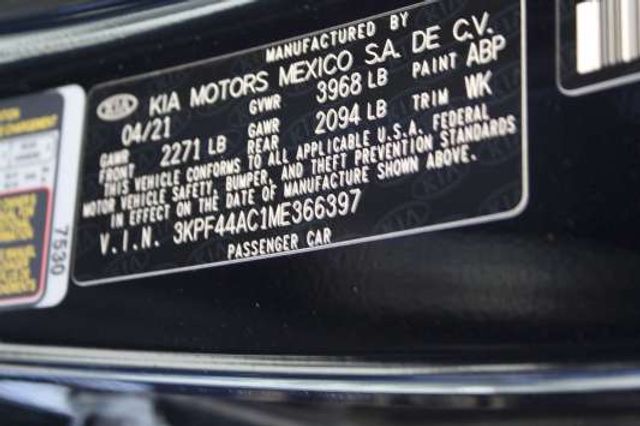 MANUFACTURED BY
KIA KIA MOTORS MEXICO S.A. DE C.V.
04/21 GVWR 3968 LB PAINT ABP
GAWR FRONT 2271 LB GAWR REAR 2094 LB TRIM WK
THIS VEHICLE CONFORMS TO ALL APPLICABLE U.S.A. FEDERAL
MOTOR VEHICLE SAFETY, BUMPER, AND THEFT PREVENTION STANDARDS
IN EFFECT ON THE DATE OF MANUFACTURE SHOWN ABOVE.
V.I.N. 3KPF44AC1ME366397
PASSENGER CAR
7530